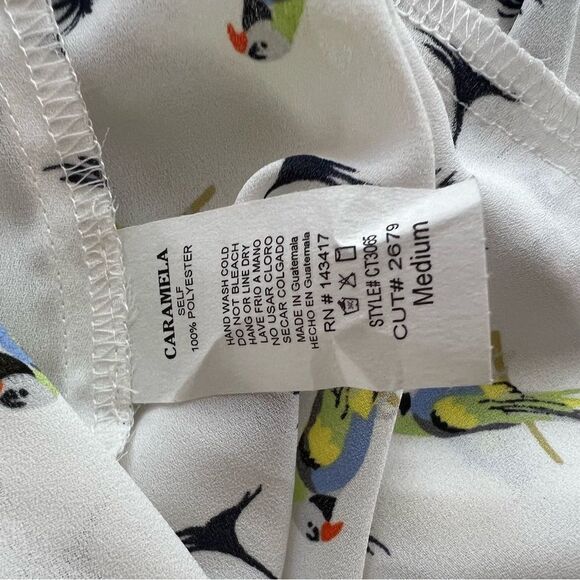 CARAMELA
SELF
100% POLYESTER
HAND WASH COLD
DO NOT BLEACH
HANG OR LINE DRY
LAVE FRIO A MANO
NO USAR CLORO
SECAR COLGADO
MADE IN Guatemala
HECHO EN Guatemala
RN# 143417
STYLE# CT3065
CUT# 2679
Medium